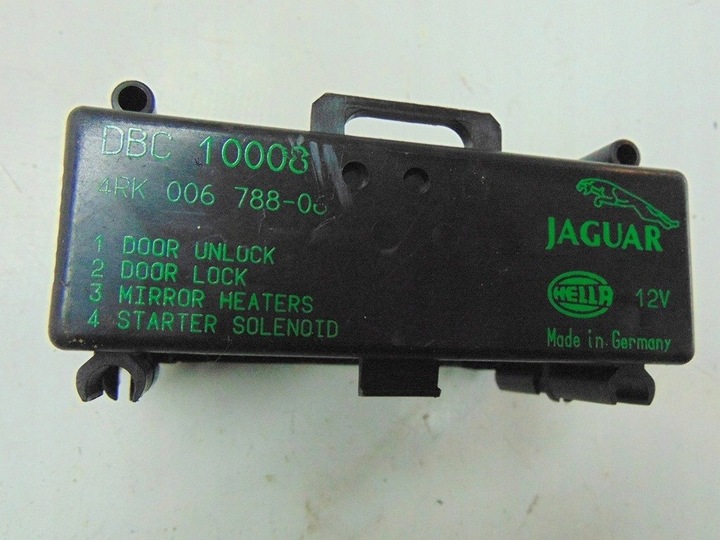 DBC 10008
4RK 006 788-06
1 DOOR UNLOCK
2 DOOR LOCK
3 MIRROR HEATERS
4 STARTER SOLENOID
JAGUAR
HELLA 12V
Made in Germany